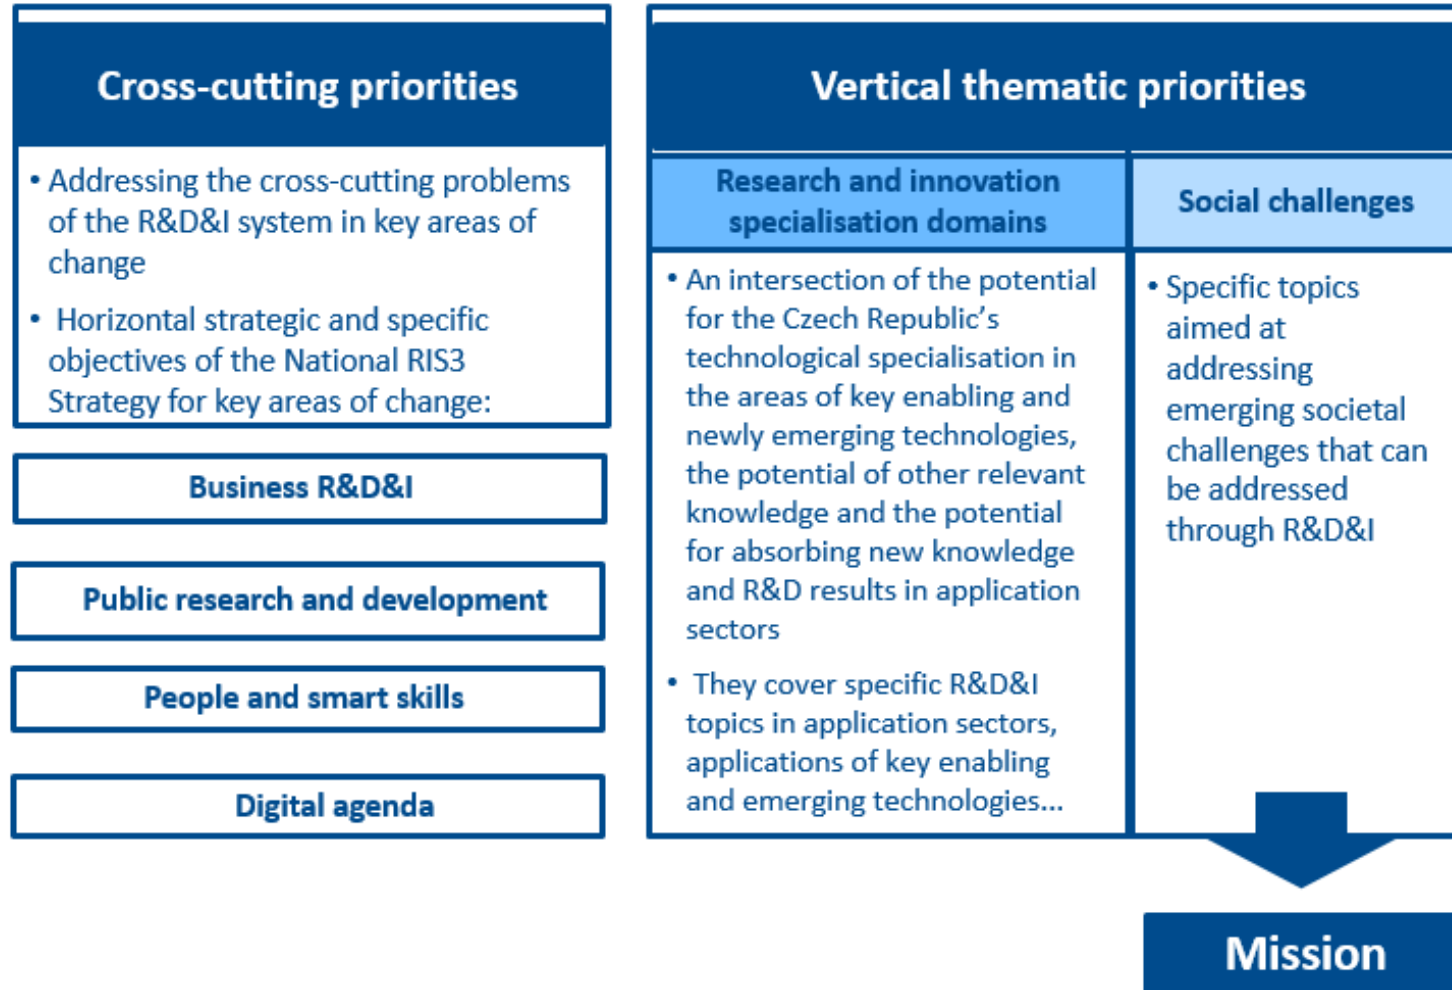 Cross-cutting priorities
• Addressing the cross-cutting problems
of the R&D&I system in key areas of
change
• Horizontal strategic and specific
objectives of the National RIS3
Strategy for key areas of change:
Business R&D&I
Public research and development
People and smart skills
Digital agenda
Vertical thematic priorities
Research and innovation
specialisation domains
• An intersection of the potential
for the Czech Republic’s
technological specialisation in
the areas of key enabling and
newly emerging technologies,
the potential of other relevant
knowledge and the potential
for absorbing new knowledge
and R&D results in application
sectors
• They cover specific R&D&I
topics in application sectors,
applications of key enabling
and emerging technologies...
Social challenges
• Specific topics
aimed at
addressing
emerging societal
challenges that can
be addressed
through R&D&I
Mission